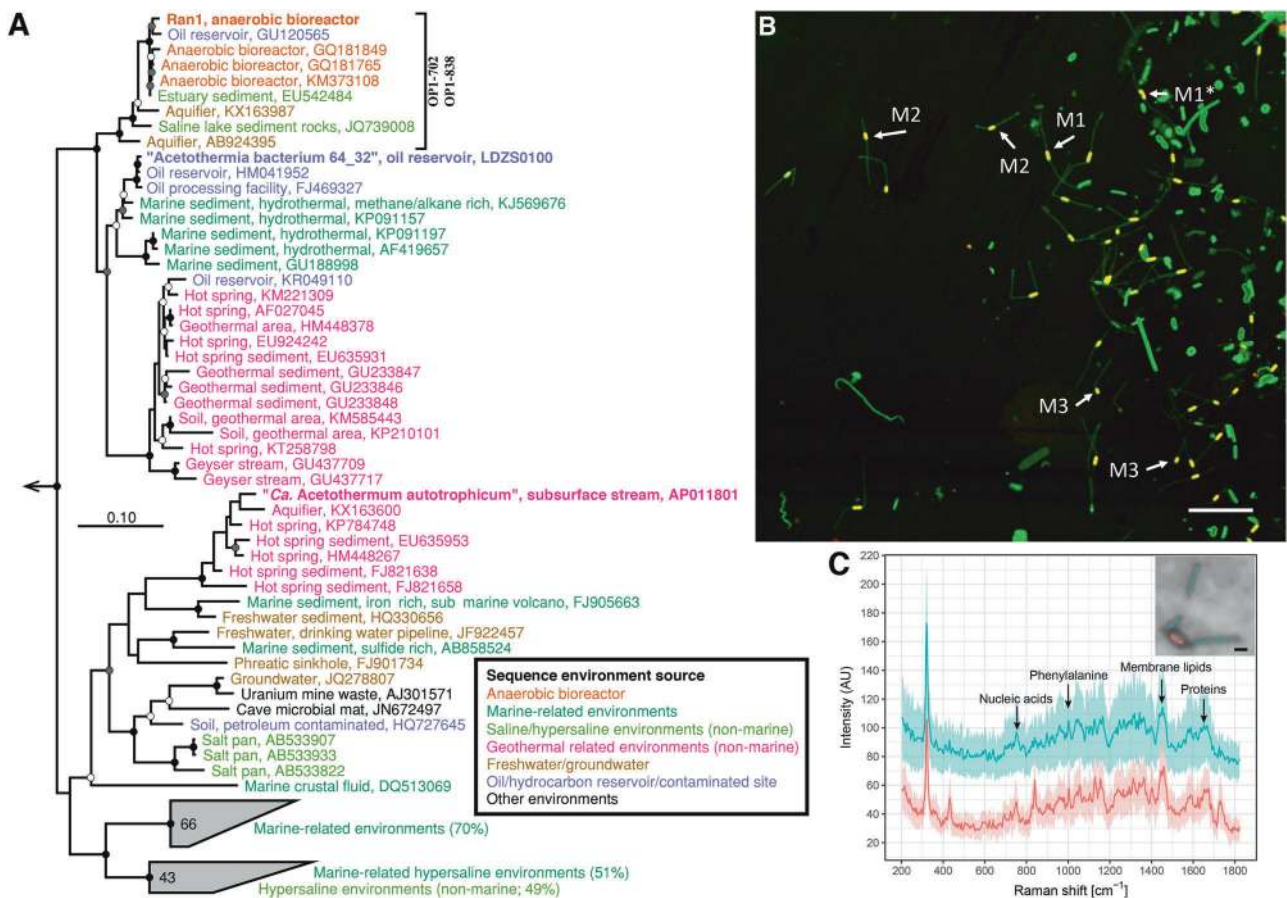 A
Ran1, anaerobic bioreactor
Oil reservoir, GU120565
Anaerobic bioreactor, GQ181849
Anaerobic bioreactor, GQ181765
Anaerobic bioreactor, KM373108
Estuary sediment, EU542484
Aquifier, KX163987
Saline lake sediment rocks, JQ739008
Aquifier, AB924395
OP1-702
OP1-838
"Acetothermia bacterium 64_32", oil reservoir, LDZS0100
Oil reservoir, HM041952
Oil processing facility, FJ469327
Marine sediment, hydrothermal, methane/alkane rich, KJ569676
Marine sediment, hydrothermal, KP091157
Marine sediment, hydrothermal, KP091197
Marine sediment, hydrothermal, AF419657
Marine sediment, GU188998
Oil reservoir, KR049110
Hot spring, KM221309
Hot spring, AF027045
Geothermal area, HM448378
Hot spring, EU924242
Hot spring sediment, EU635931
Geothermal sediment, GU233847
Geothermal sediment, GU233846
Geothermal sediment, GU233848
Soil, geothermal area, KM585443
Soil, geothermal area, KP210101
Hot spring, KT258798
Geyser stream, GU437709
Geyser stream, GU437717
"Ca. Acetothermum autotrophicum", subsurface stream, AP011801
0.10
Aquifer, KX163600
Hot spring, KP784748
Hot spring sediment, EU635953
Hot spring, HM448267
Hot spring sediment, FJ821638
Hot spring sediment, FJ821658
Marine sediment, iron rich, sub marine volcano, FJ905663
Freshwater sediment, HQ330656
Freshwater, drinking water pipeline, JF922457
Marine sediment, sulfide rich, AB858524
Phreatic sinkhole, FJ901734
Groundwater, JQ278807
Uranium mine waste, AJ301571
Cave microbial mat, JN672497
Soil, petroleum contaminated, HQ727645
Salt pan, AB533907
Salt pan, AB533933
Salt pan, AB533822
Marine crustal fluid, DQ513069
66
Marine-related environments (70%)
43
Marine-related hypersaline environments (51%)
Hypersaline environments (non-marine; 49%)
Sequence environment source
Anaerobic bioreactor
Marine-related environments
Saline/hypersaline environments (non-marine)
Geothermal related environments (non-marine)
Freshwater/groundwater
Oil/hydrocarbon reservoir/contaminated site
Other environments
B
M1*
M2
M1
M2
M3
M3
C
220
200
180
160
140
120
100
80
60
40
20
Intensity (AU)
Nucleic acids
Phenylalanine
Membrane lipids
Proteins
200 400 600 800 1000 1200 1400 1600 1800
Raman shift [cm⁻¹]